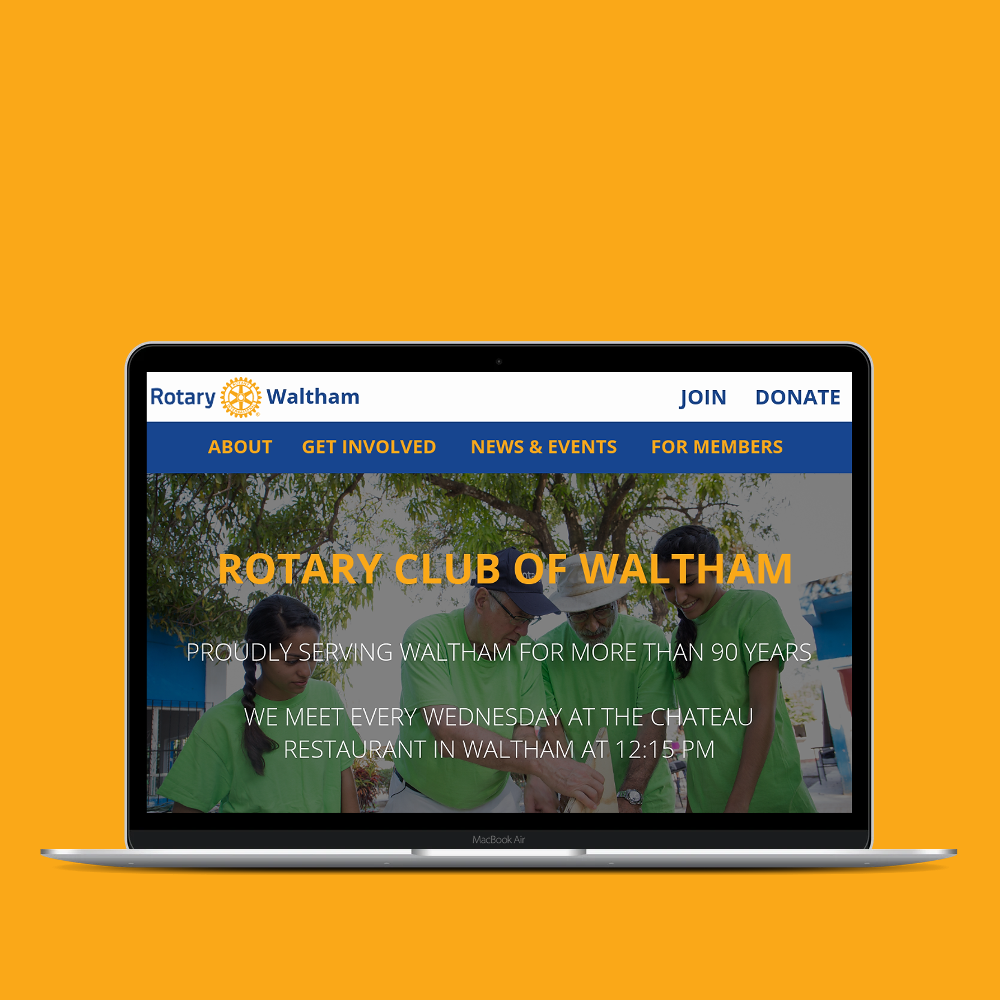 Rotary Waltham JOIN DONATE
ABOUT GET INVOLVED NEWS & EVENTS FOR MEMBERS
ROTARY CLUB OF WALTHAM
PROUDLY SERVING WALTHAM FOR MORE THAN 90 YEARS
WE MEET EVERY WEDNESDAY AT THE CHATEAU
RESTAURANT IN WALTHAM AT 12:15 PM
MacBook Air